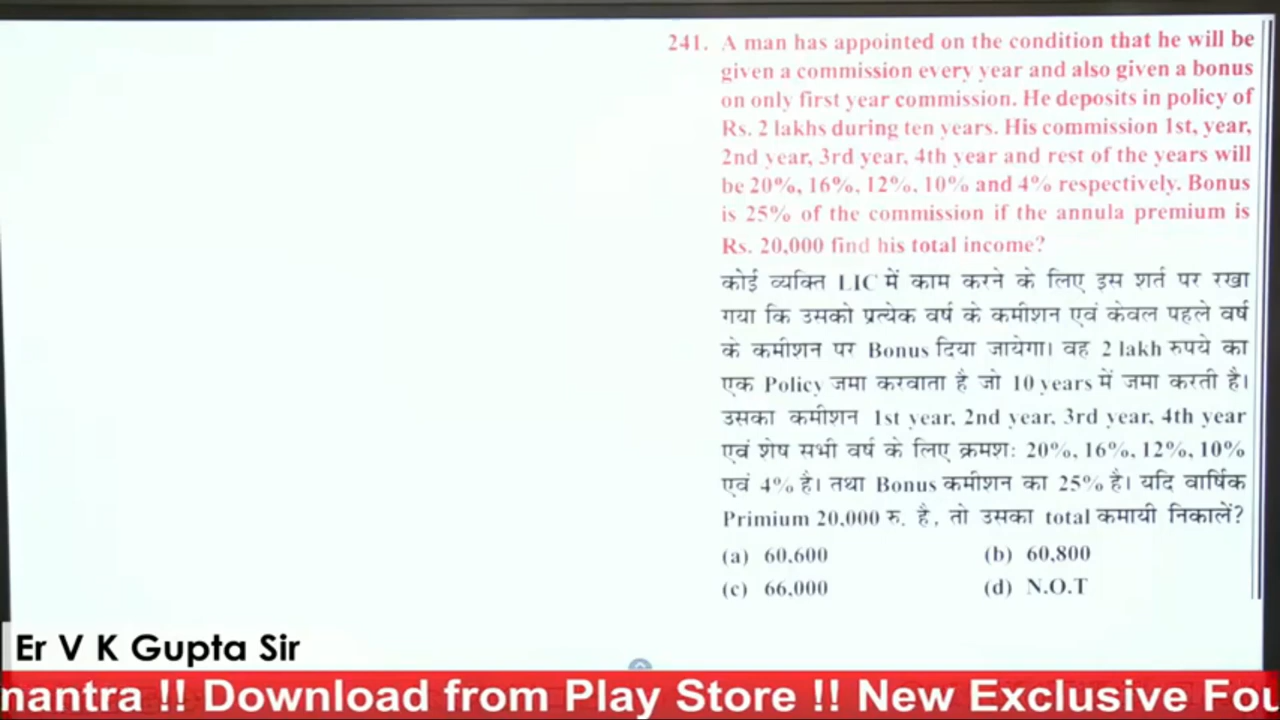 241. A man has appointed on the condition that he will be
given a commission every year and also given a bonus
on only first year commission. He deposits in policy of
Rs. 2 lakhs during ten years. His commission 1st, year,
2nd year, 3rd year, 4th year and rest of the years will
be 20%, 16%, 12%, 10% and 4% respectively. Bonus
is 25% of the commission if the annula premium is
Rs. 20,000 find his total income?
कोई व्यक्ति LIC में काम करने के लिए इस शर्त पर रखा
गया कि उसको प्रत्येक वर्ष के कमीशन एवं केवल पहले वर्ष
के कमीशन पर Bonus दिया जायेगा। वह 2 lakh रुपये का
एक Policy जमा करवाता है जो 10 years में जमा करती है।
उसका कमीशन 1st year, 2nd year, 3rd year, 4th year
एवं शेष सभी वर्ष के लिए क्रमश: 20%, 16%, 12%, 10%
एवं 4% है। तथा Bonus कमीशन का 25% है। यदि वार्षिक
Primium 20,000 रु. है, तो उसका total कमायी निकालें?
(a) 60,600 (b) 60,800
(c) 66,000 (d) N.O.T
Er V K Gupta Sir
mantra !! Download from Play Store !! New Exclusive Fou